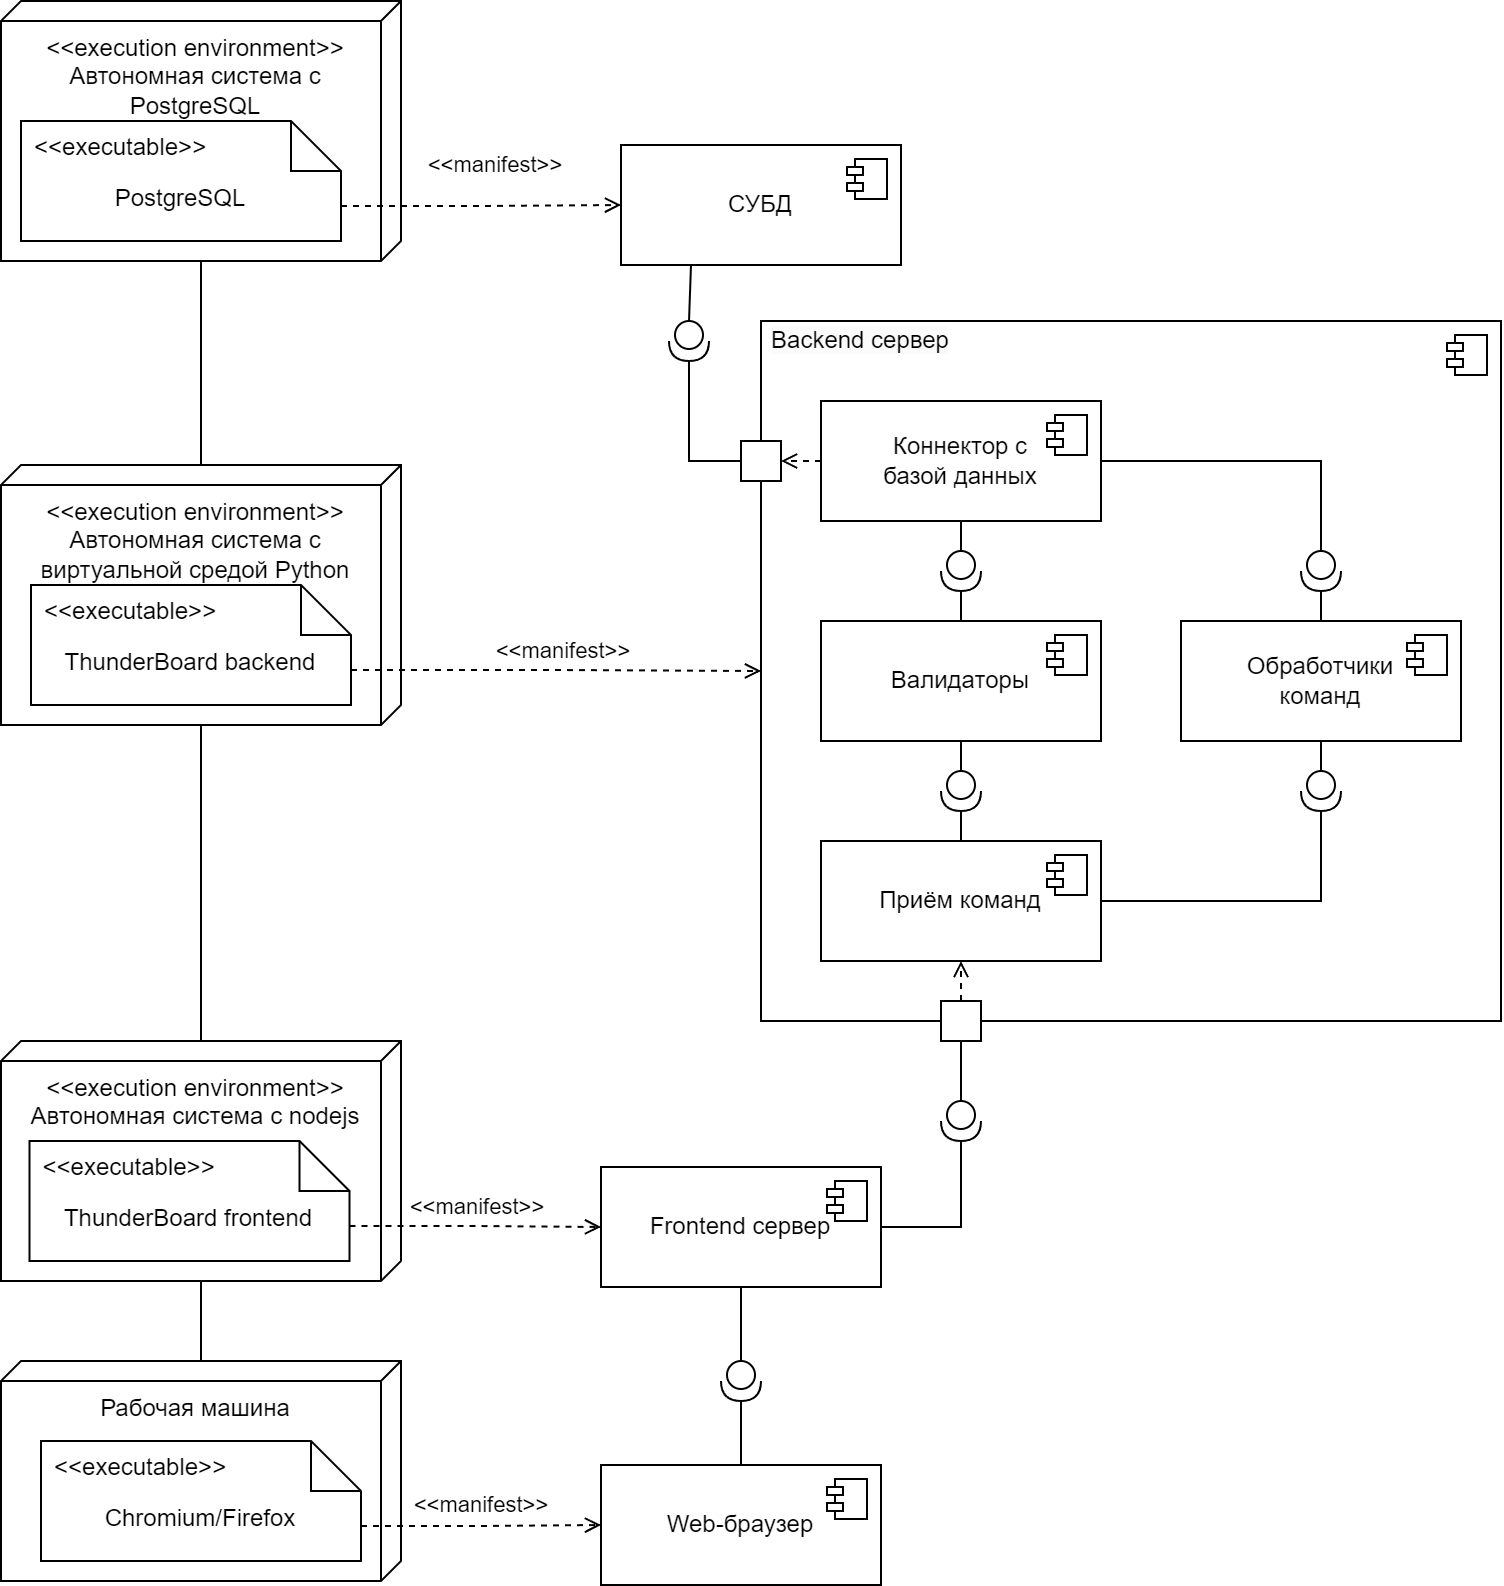 <<execution environment>>
Автономная система с
PostgreSQL
<<executable>>
PostgreSQL
<<manifest>>
СУБД
Backend сервер
Коннектор с
базой данных
<<execution environment>>
Автономная система с
виртуальной средой Python
<<executable>>
ThunderBoard backend
<<manifest>>
Валидаторы
Обработчики
команд
Приём команд
<<execution environment>>
Автономная система с nodejs
<<executable>>
ThunderBoard frontend
<<manifest>>
Frontend сервер
Рабочая машина
<<executable>>
Chromium/Firefox
<<manifest>>
Web-браузер